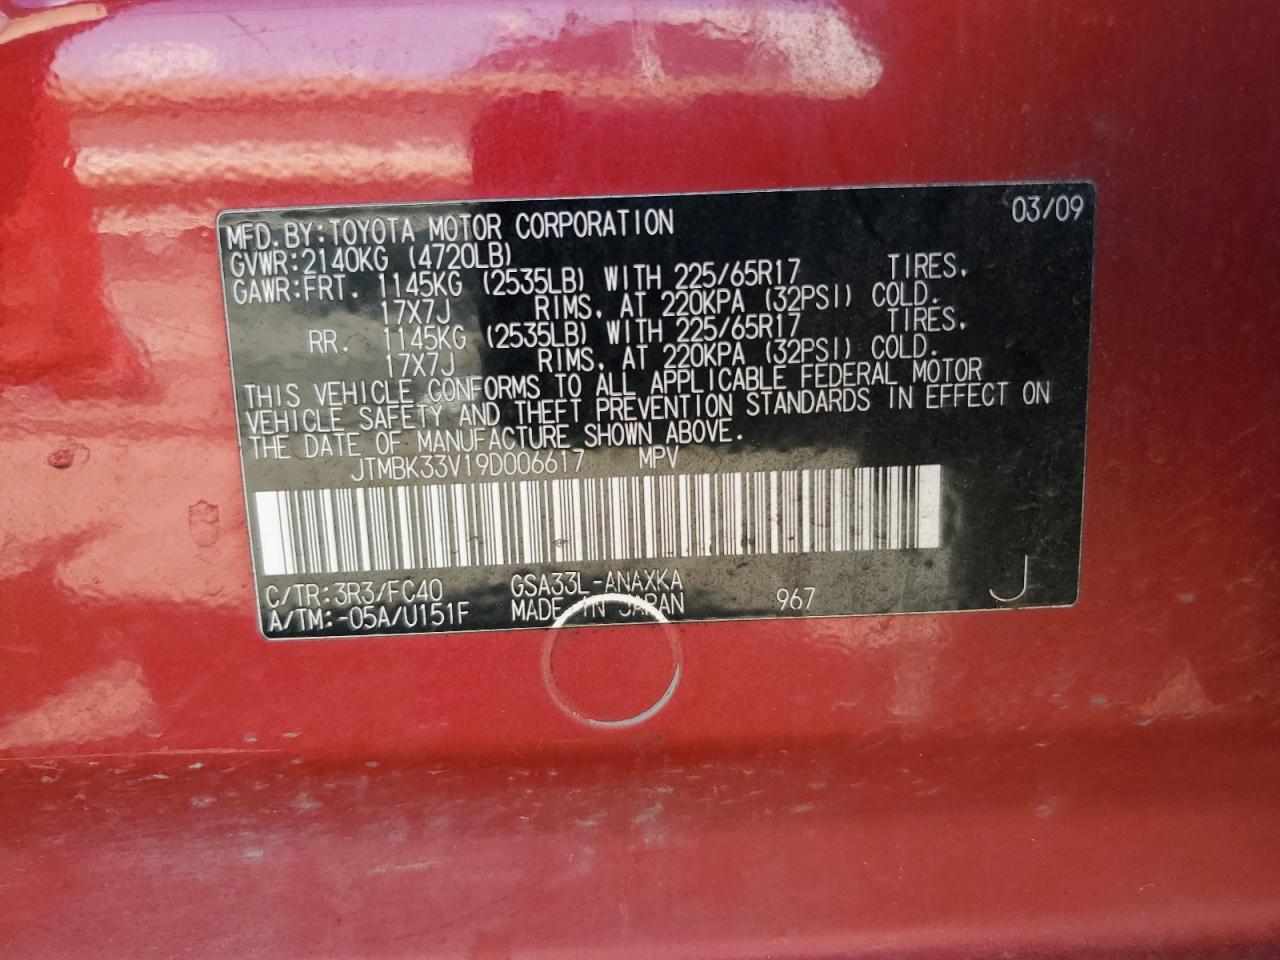 MFD.BY:TOYOTA MOTOR CORPORATION 03/09
GVWR:2140KG (4720LB)
GAWR:FRT. 1145KG (2535LB) WITH 225/65R17 TIRES.
17X7J RIMS. AT 220KPA (32PSI) COLD.
RR. 1145KG (2535LB) WITH 225/65R17 TIRES.
17X7J RIMS. AT 220KPA (32PSI) COLD.
THIS VEHICLE CONFORMS TO ALL APPLICABLE FEDERAL MOTOR
VEHICLE SAFETY AND THEFT PREVENTION STANDARDS IN EFFECT ON
THE DATE OF MANUFACTURE SHOWN ABOVE.
JTMBK33V19D006617 MPV
C/TR:3R3/FC40 GSA33L-ANAXKA
A/TM:-05A/U151F MADE IN JAPAN 967 J